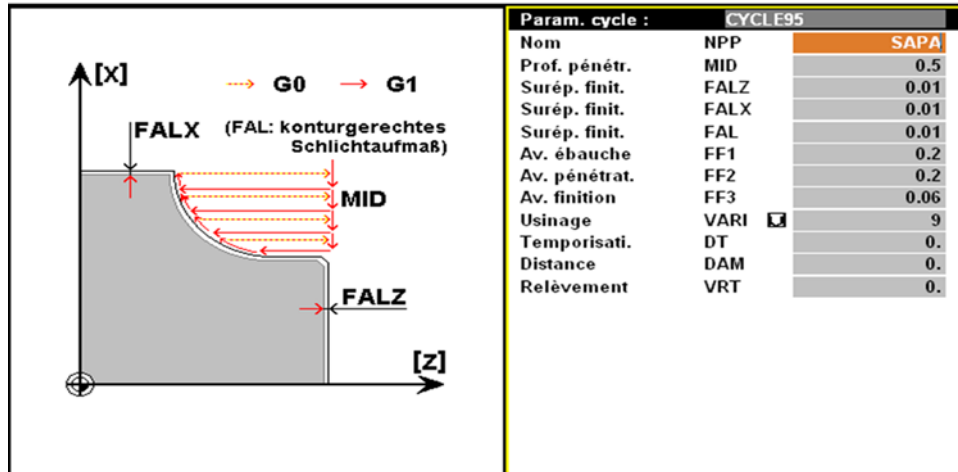 [X]
G0 G1
FALX
(FAL: konturgerechtes
Schlichtaufmaß)
MID
FALZ
[Z]
Param. cycle : CYCLE95
Nom NPP SAPA
Prof. pénétr. MID 0.5
Surép. finit. FALZ 0.01
Surép. finit. FALX 0.01
Surép. finit. FAL 0.01
Av. ébauche FF1 0.2
Av. pénétrat. FF2 0.2
Av. finition FF3 0.06
Usinage VARI 9
Temporisati. DT 0.
Distance DAM 0.
Relèvement VRT 0.